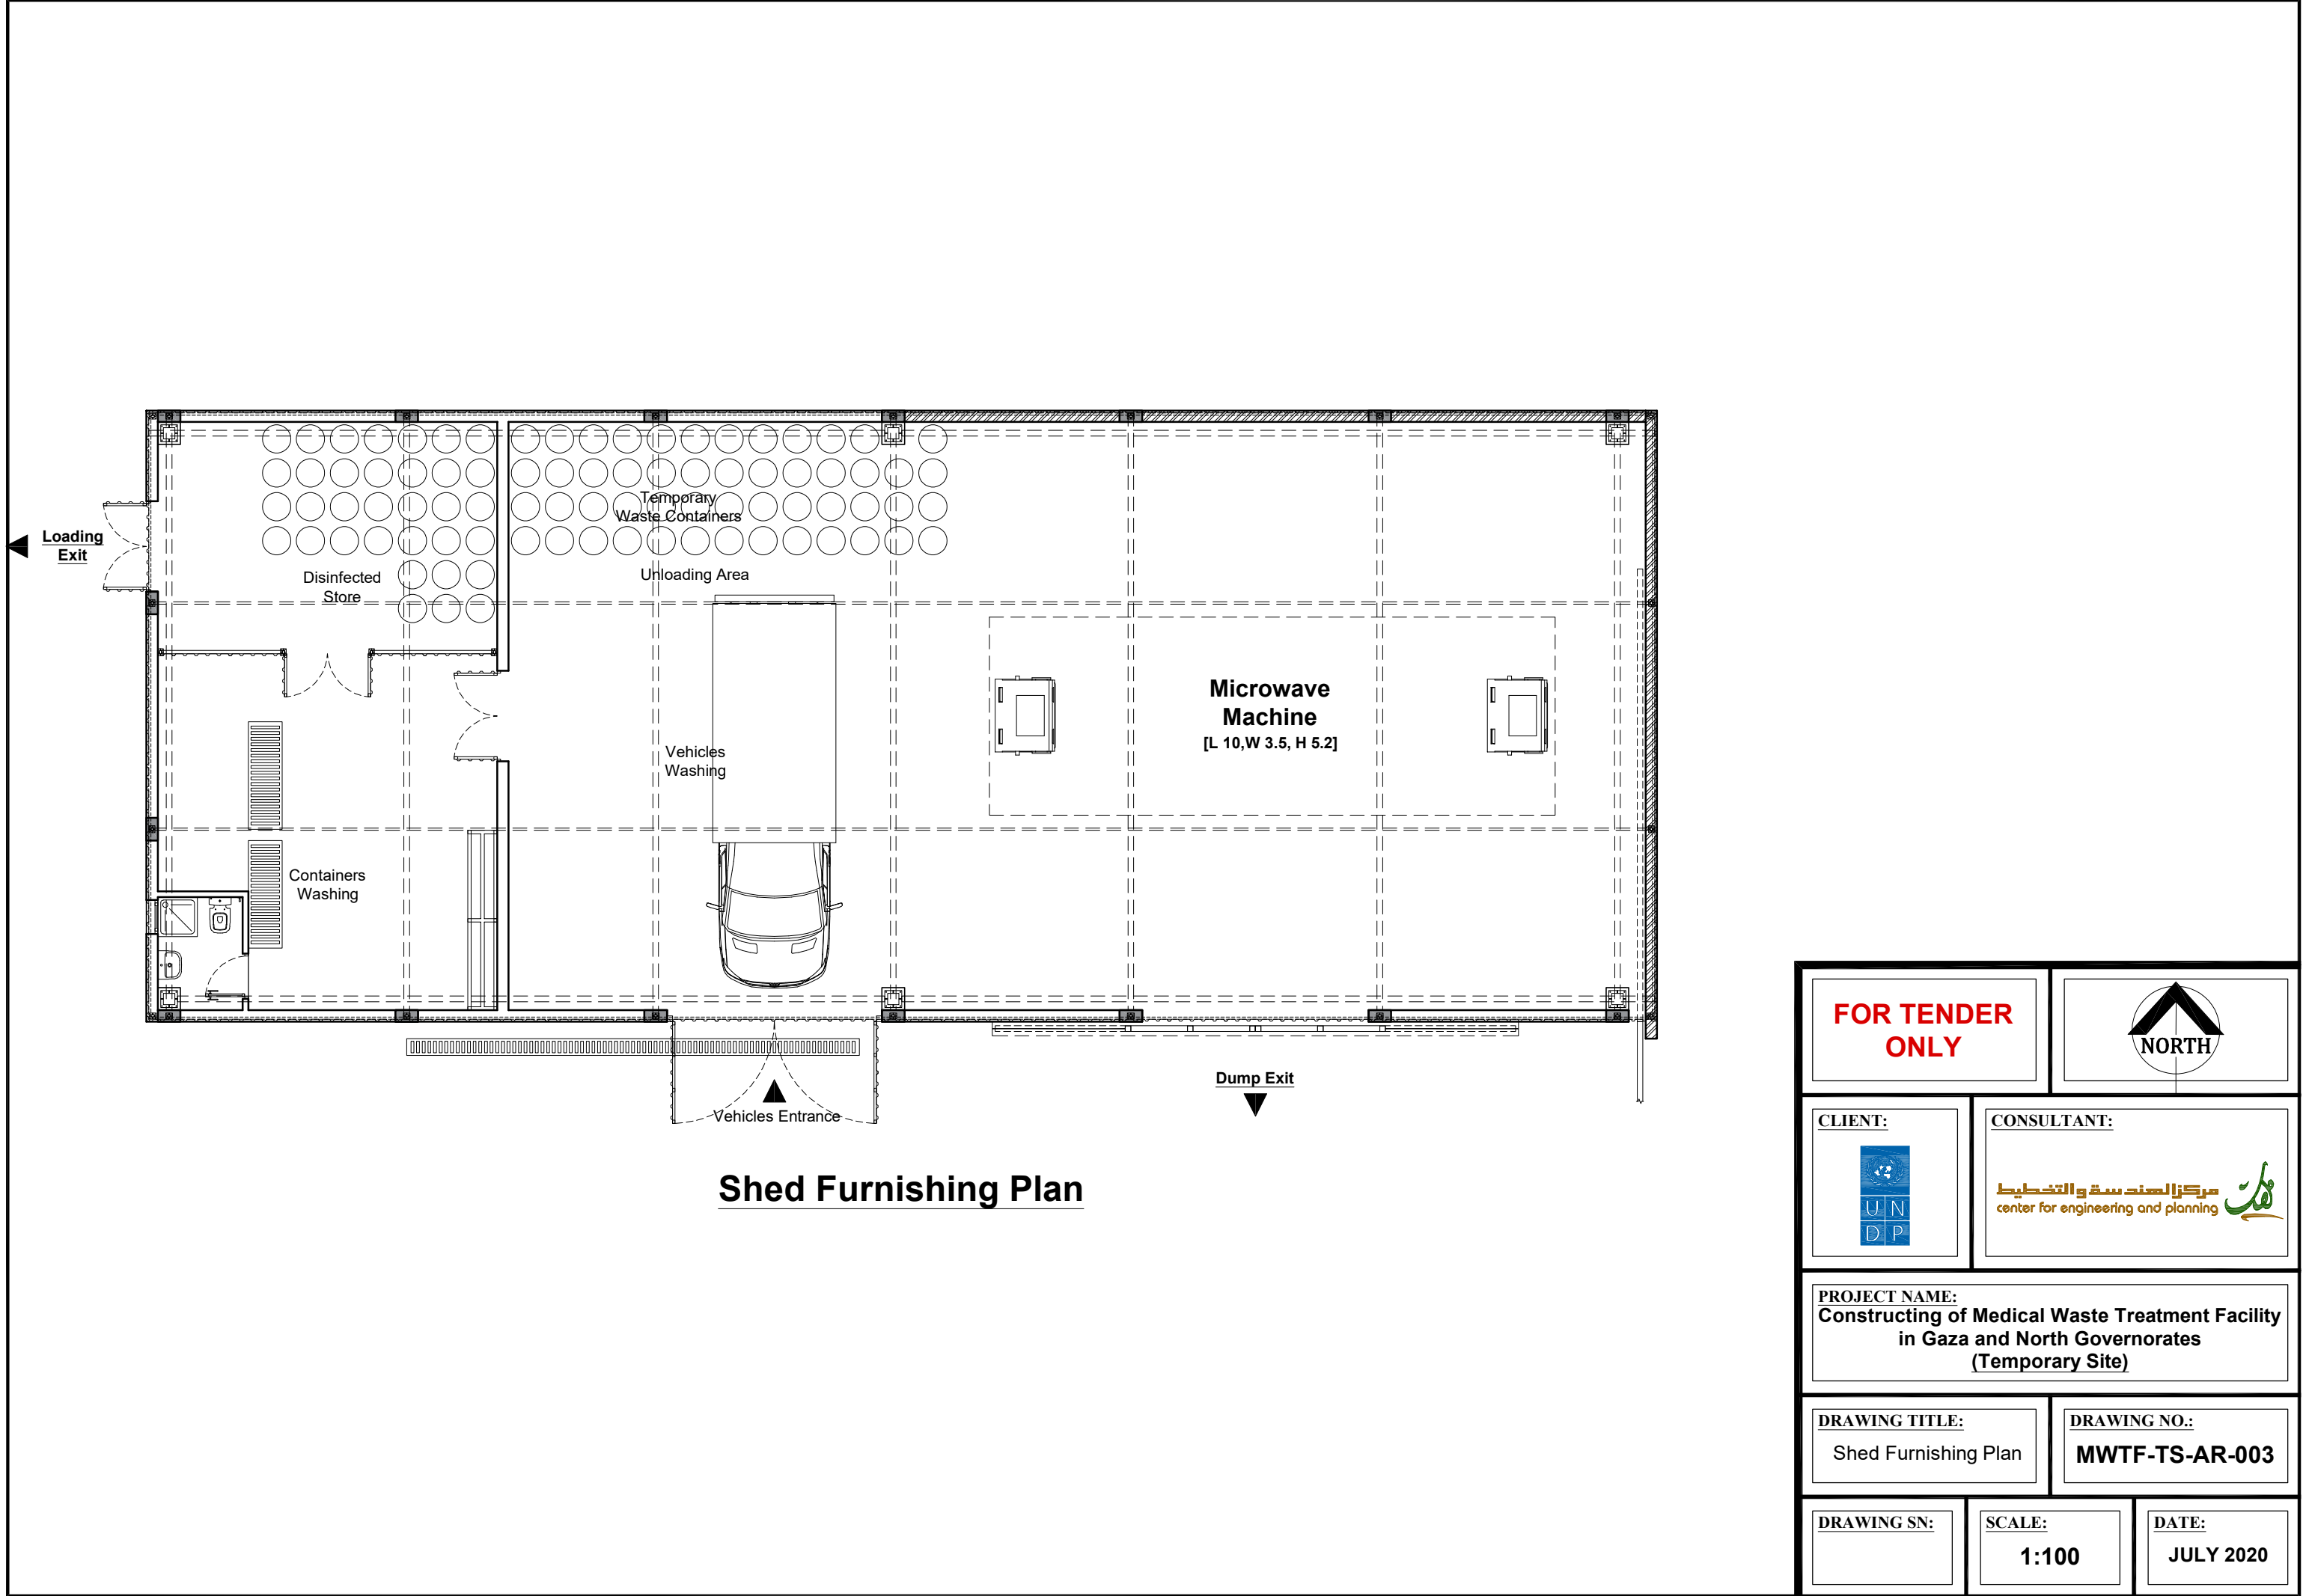 Loading
Exit
Temporary
Waste Containers
Disinfected
Store
Unloading Area
Microwave
Machine
[L 10,W 3.5, H 5.2]
Vehicles
Washing
Containers
Washing
Dump Exit
Vehicles Entrance
Shed Furnishing Plan
FOR TENDER
ONLY
NORTH
CLIENT:
U N
D P
CONSULTANT:
مركز الهندسة والتخطيط
center for engineering and planning
PROJECT NAME:
Constructing of Medical Waste Treatment Facility
in Gaza and North Governorates
(Temporary Site)
DRAWING TITLE:
Shed Furnishing Plan
DRAWING NO.:
MWTF-TS-AR-003
DRAWING SN:
SCALE:
1:100
DATE:
JULY 2020